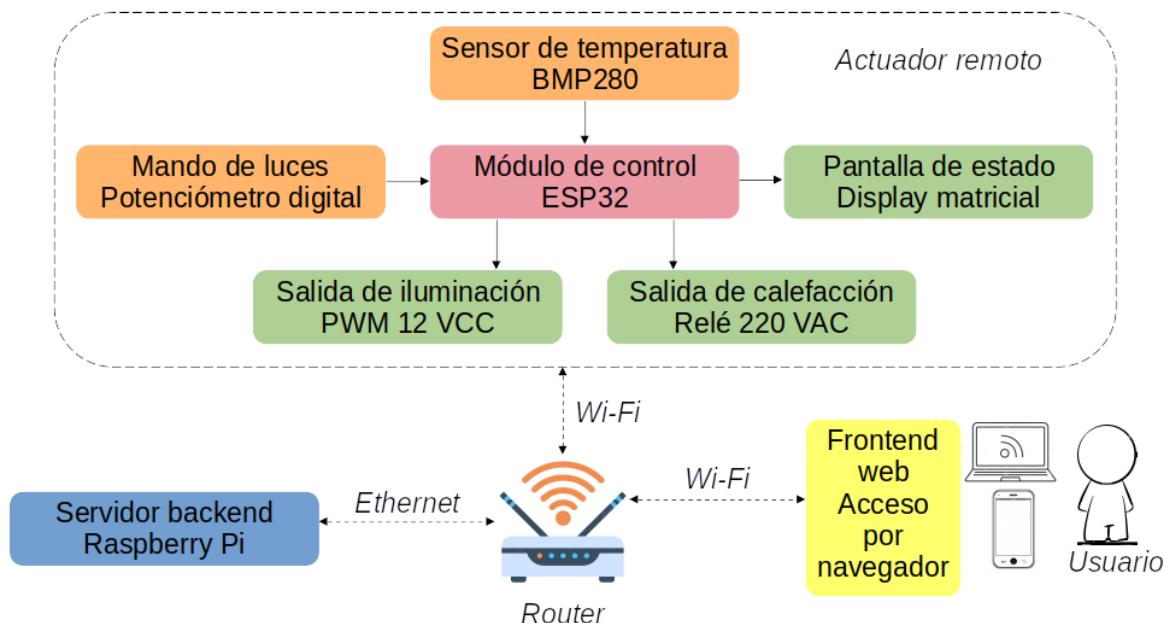 Sensor de temperatura
BMP280
Actuador remoto
Mando de luces
Potenciómetro digital
Módulo de control
ESP32
Pantalla de estado
Display matricial
Salida de iluminación
PWM 12 VCC
Salida de calefacción
Relé 220 VAC
Wi-Fi
Servidor backend
Raspberry Pi
Ethernet
Router
Wi-Fi
Frontend
web
Acceso
por
navegador
Usuario